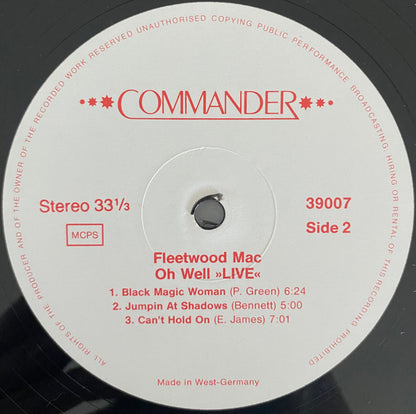 ALL RIGHTS OF THE PRODUCER AND OF THE OWNER OF THE RECORDED WORK RESERVED UNAUTHORISED COPYING PUBLIC PERFORMANCE BROADCASTING HIRING OR RENTAL OF THIS RECORDING PROHIBITED
COMMANDER
Stereo 33⅓
39007
MCPS
Side 2
Fleetwood Mac
Oh Well »LIVE«
1. Black Magic Woman (P. Green) 6:24
2. Jumpin At Shadows (Bennett) 5:00
3. Can't Hold On (E. James) 7:01
Made in West-Germany